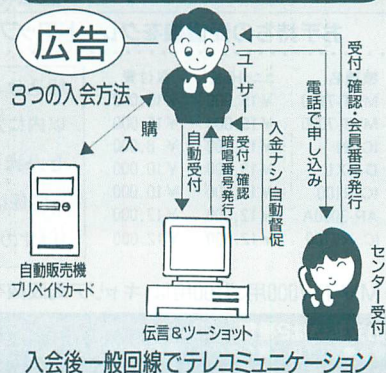 広告
3つの入会方法
ユーザー
購入
自動受付
受付・確認
暗唱番号発行
入金ナシ自動督促
電話で申し込み
受付・確認・会員番号発行
自動販売機
プリペイドカード
伝言&ツーショット
センター受付
入会後一般回線でテレコミュニケーション